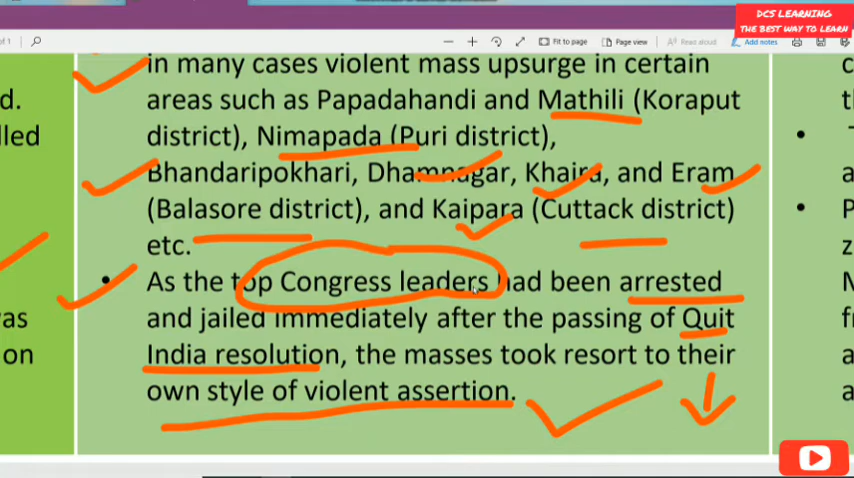 DCS LEARNING
THE BEST WAY TO LEARN
of 1
Fit to page
Page view
Read aloud
Add notes
in many cases violent mass upsurge in certain
areas such as Papadahandi and Mathili (Koraput
district), Nimapada (Puri district),
Bhandaripokhari, Dhamnagar, Khaira, and Eram
(Balasore district), and Kaipara (Cuttack district)
etc.
• As the top Congress leaders had been arrested
and jailed immediately after the passing of Quit
India resolution, the masses took resort to their
own style of violent assertion.
d.
on